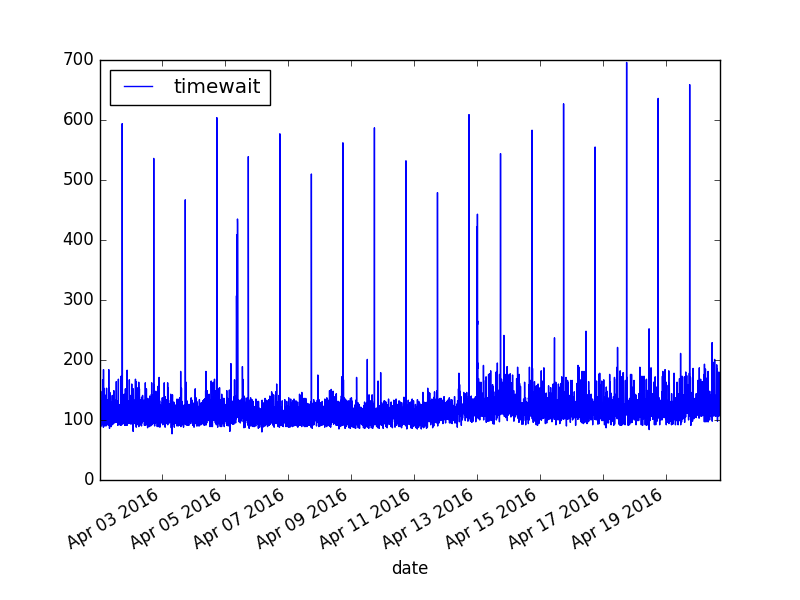 700
timewait
600
500
400
300
200
100
0
Apr 03 2016
Apr 05 2016
Apr 07 2016
Apr 09 2016
Apr 11 2016
Apr 13 2016
Apr 15 2016
Apr 17 2016
Apr 19 2016
date